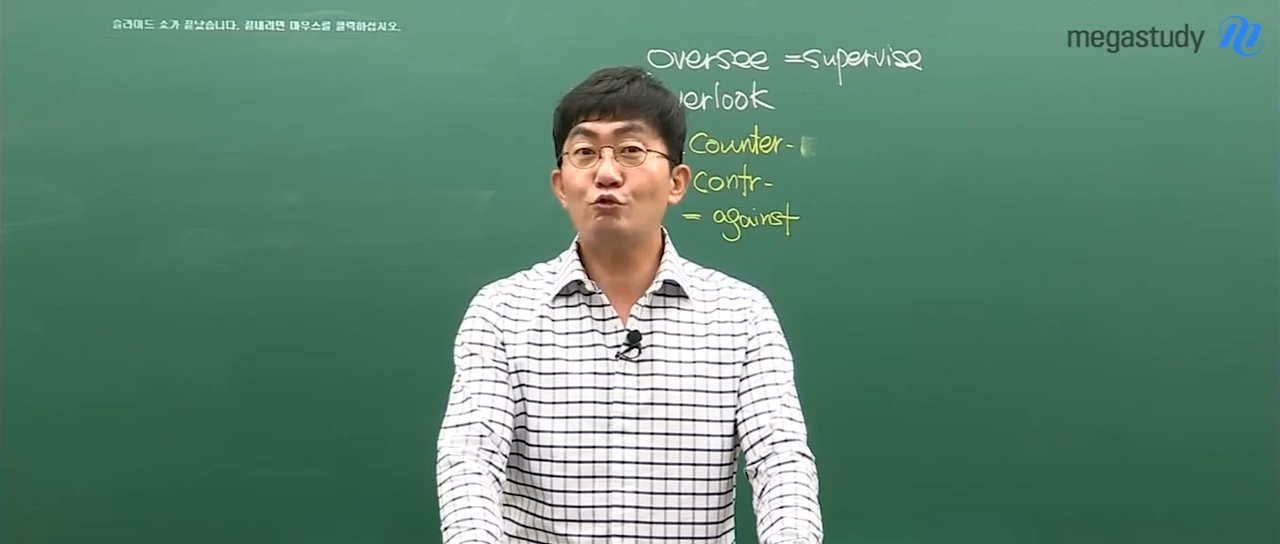 슬라이드 쇼가 끝났습니다. 끝내려면 마우스를 클릭하십시오.
megastudy
oversee = supervise
verlook
counter-
contr-
= against